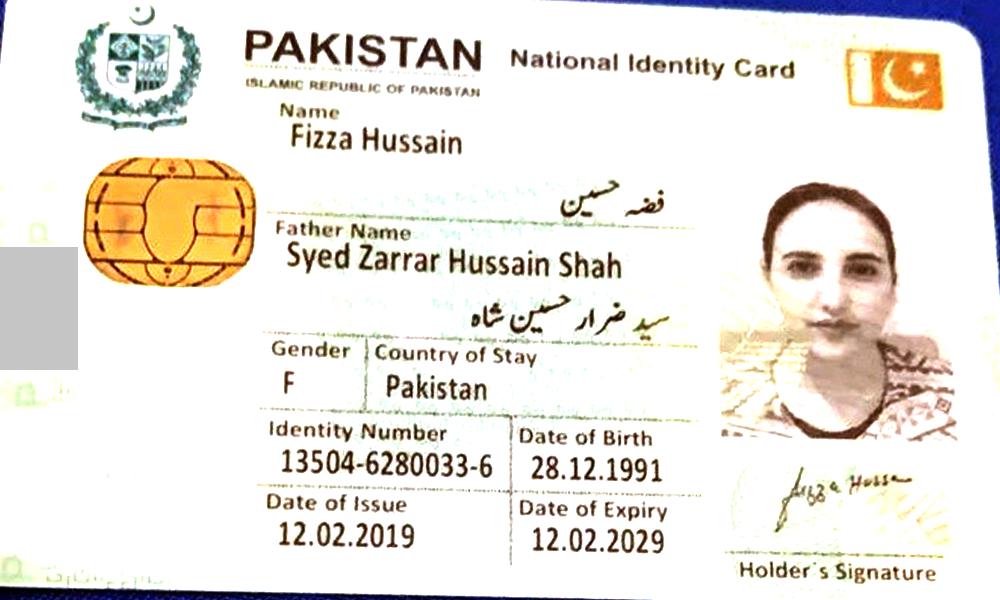 PAKISTAN National Identity Card
ISLAMIC REPUBLIC OF PAKISTAN
Name
Fizza Hussain
فضہ حسین
Father Name
Syed Zarrar Hussain Shah
سید ضرار حسین شاہ
Gender Country of Stay
F Pakistan
Identity Number Date of Birth
13504-6280033-6 28.12.1991
Date of Issue Date of Expiry
12.02.2019 12.02.2029
Holder's Signature